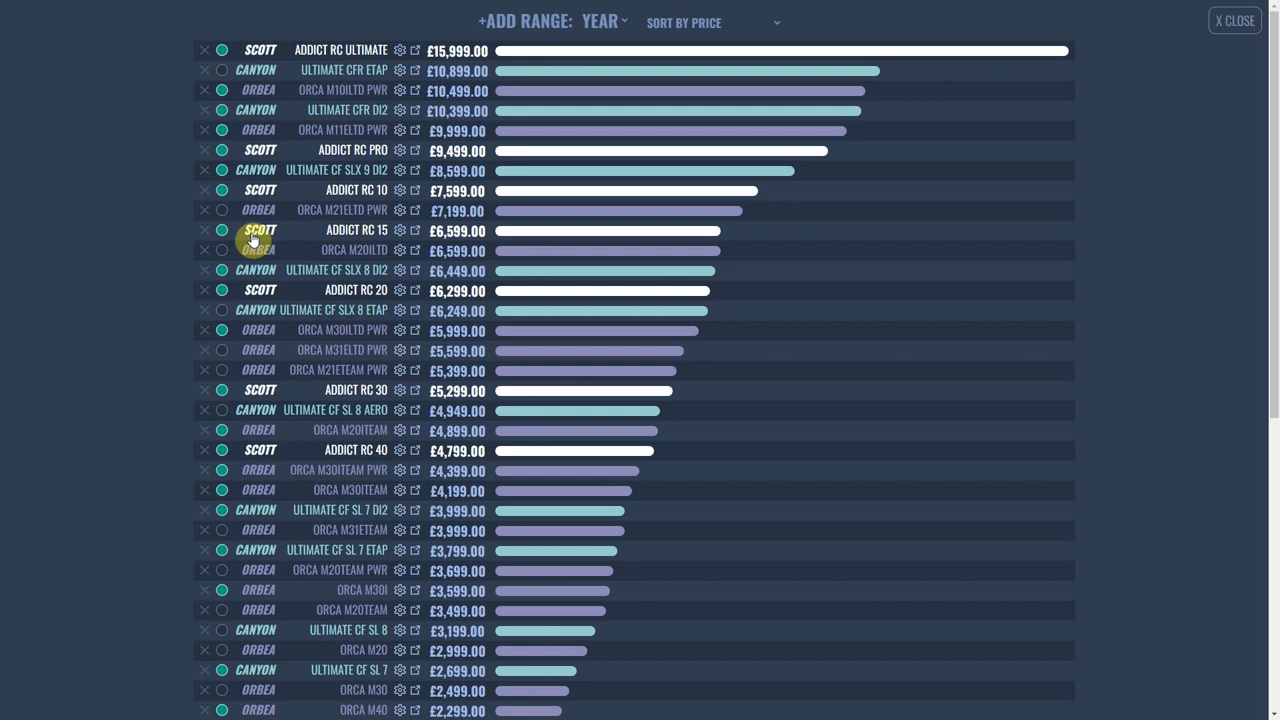 +ADD RANGE: YEAR SORT BY PRICE X CLOSE
SCOTT ADDICT RC ULTIMATE £15,999.00
CANYON ULTIMATE CFR ETAP £10,899.00
ORBEA ORCA M10ILTD PWR £10,499.00
CANYON ULTIMATE CFR DI2 £10,399.00
ORBEA ORCA M11ELTD PWR £9,999.00
SCOTT ADDICT RC PRO £9,499.00
CANYON ULTIMATE CF SLX 9 DI2 £8,599.00
SCOTT ADDICT RC 10 £7,599.00
ORBEA ORCA M21ELTD PWR £7,199.00
SCOTT ADDICT RC 15 £6,599.00
ORBEA ORCA M20ILTD £6,599.00
CANYON ULTIMATE CF SLX 8 DI2 £6,449.00
SCOTT ADDICT RC 20 £6,299.00
CANYON ULTIMATE CF SLX 8 ETAP £6,249.00
ORBEA ORCA M30ILTD PWR £5,999.00
ORBEA ORCA M31ELTD PWR £5,599.00
ORBEA ORCA M21ETEAM PWR £5,399.00
SCOTT ADDICT RC 30 £5,299.00
CANYON ULTIMATE CF SL 8 AERO £4,949.00
ORBEA ORCA M20ITEAM £4,899.00
SCOTT ADDICT RC 40 £4,799.00
ORBEA ORCA M30ITEAM PWR £4,399.00
ORBEA ORCA M30ITEAM £4,199.00
CANYON ULTIMATE CF SL 7 DI2 £3,999.00
ORBEA ORCA M31ETEAM £3,999.00
CANYON ULTIMATE CF SL 7 ETAP £3,799.00
ORBEA ORCA M20TEAM PWR £3,699.00
ORBEA ORCA M30I £3,599.00
ORBEA ORCA M20TEAM £3,499.00
CANYON ULTIMATE CF SL 8 £3,199.00
ORBEA ORCA M20 £2,999.00
CANYON ULTIMATE CF SL 7 £2,699.00
ORBEA ORCA M30 £2,499.00
ORBEA ORCA M40 £2,299.00